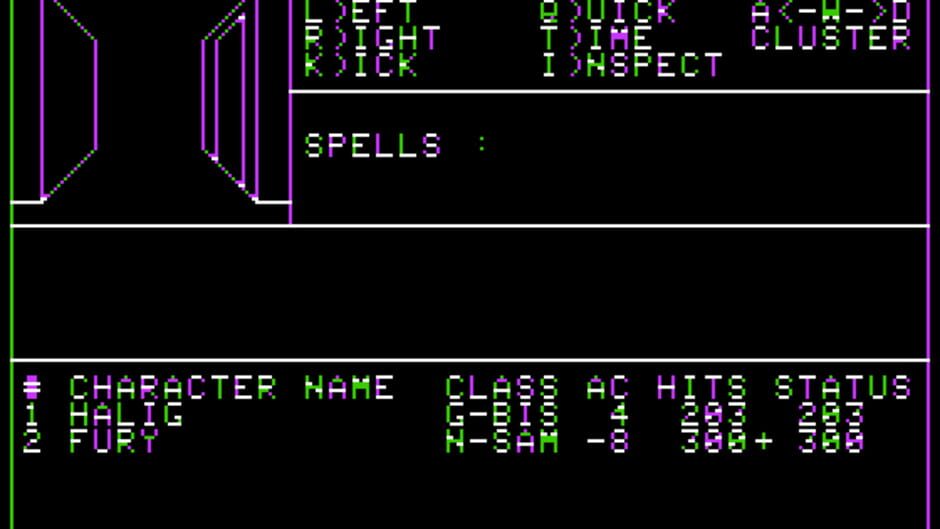 L)EFT Q)UICK A<-W->D
R)IGHT T)IME CLUSTER
K)ICK I)NSPECT
SPELLS :
# CHARACTER NAME CLASS AC HITS STATUS
1 HALIG G-BIS 4 203 203
2 FURY N-SAM -8 300+ 300